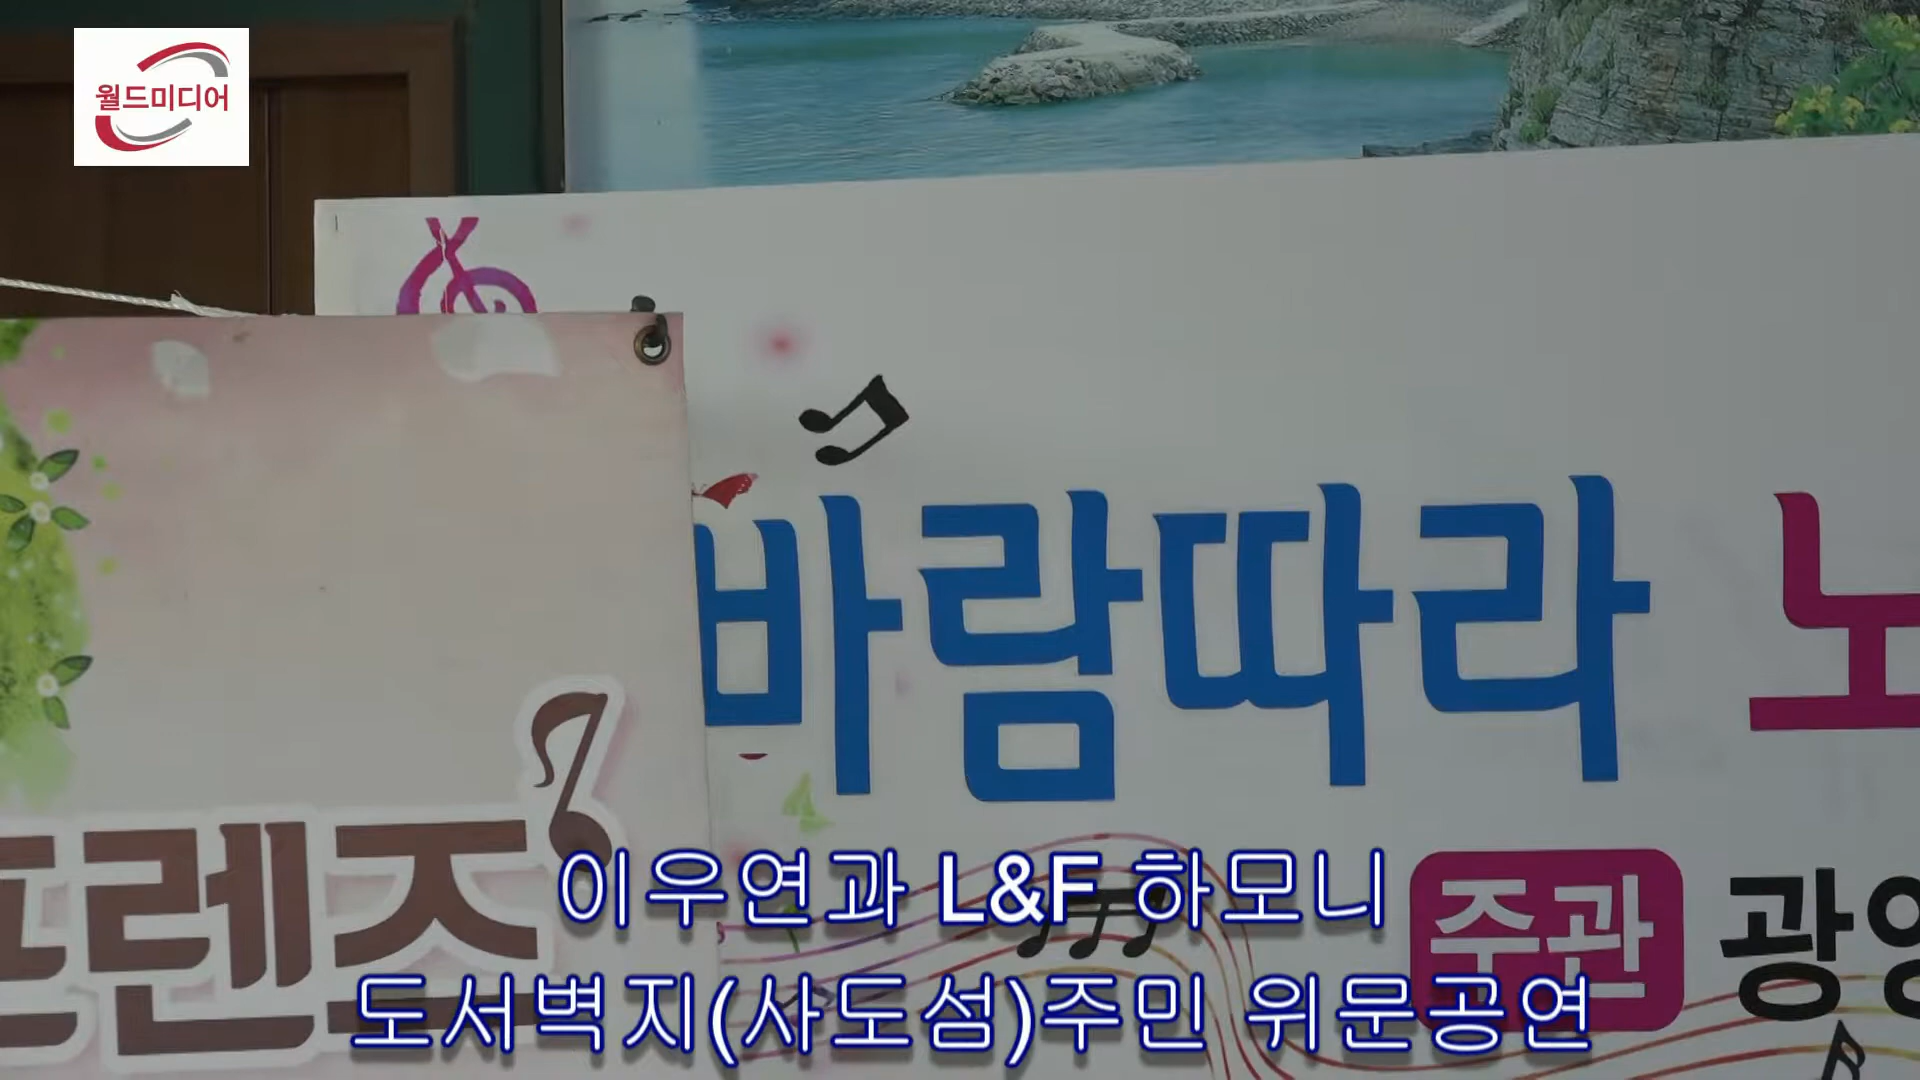 월드미디어
바람따라
프렌즈
주관
이우연과 L&F 하모니
도서벽지(사도섬)주민 위문공연